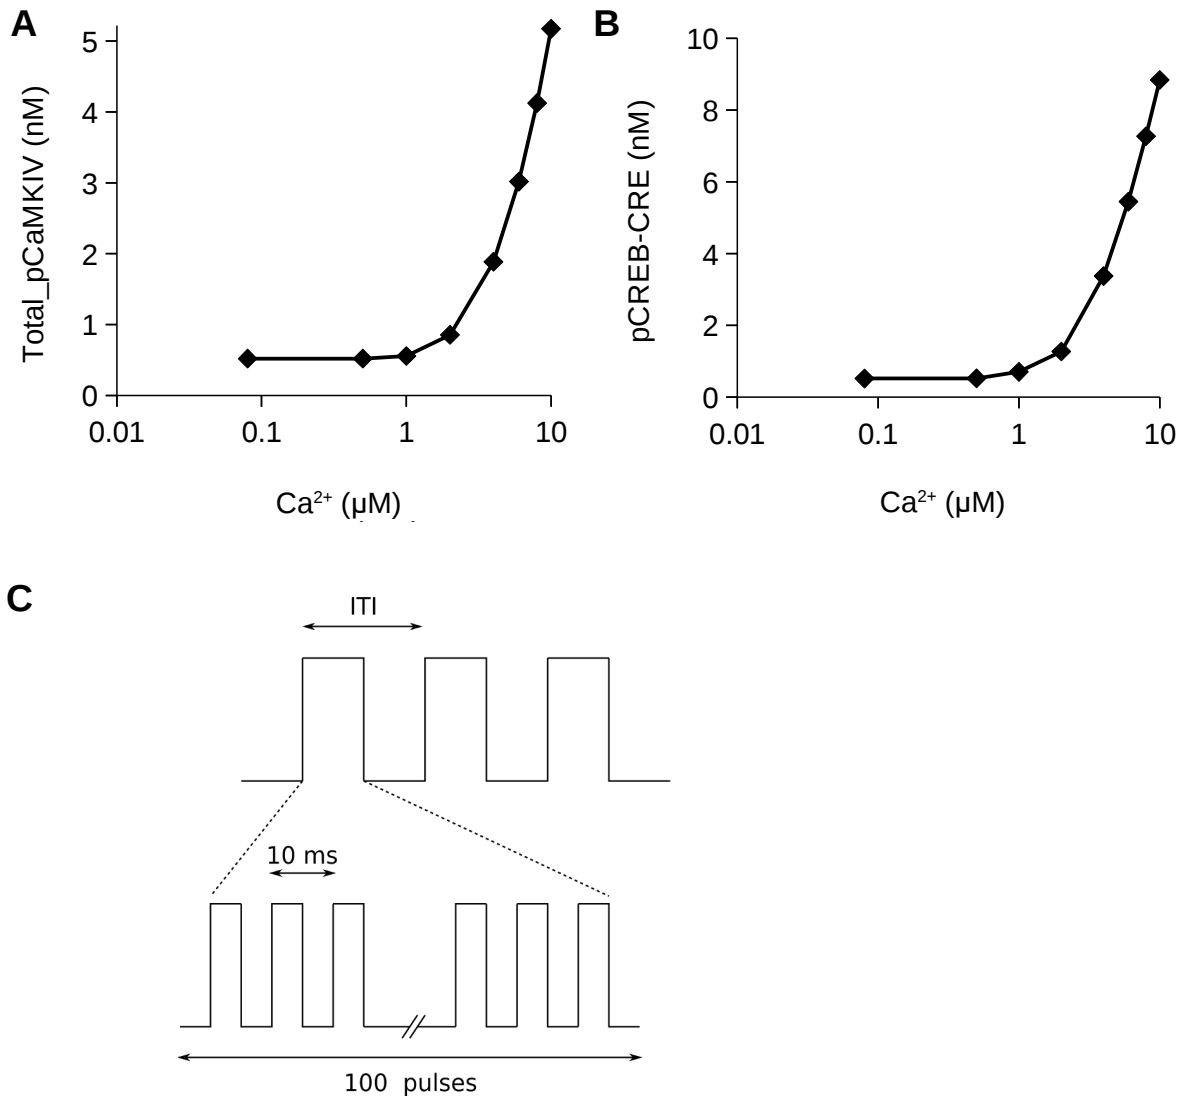 A
Total_pCaMKIV (nM)
5
4
3
2
1
0
0.01 0.1 1 10
Ca²⁺ (μM)
B
pCREB-CRE (nM)
10
8
6
4
2
0
0.01 0.1 1 10
Ca²⁺ (μM)
C
ITI
10 ms
100 pulses